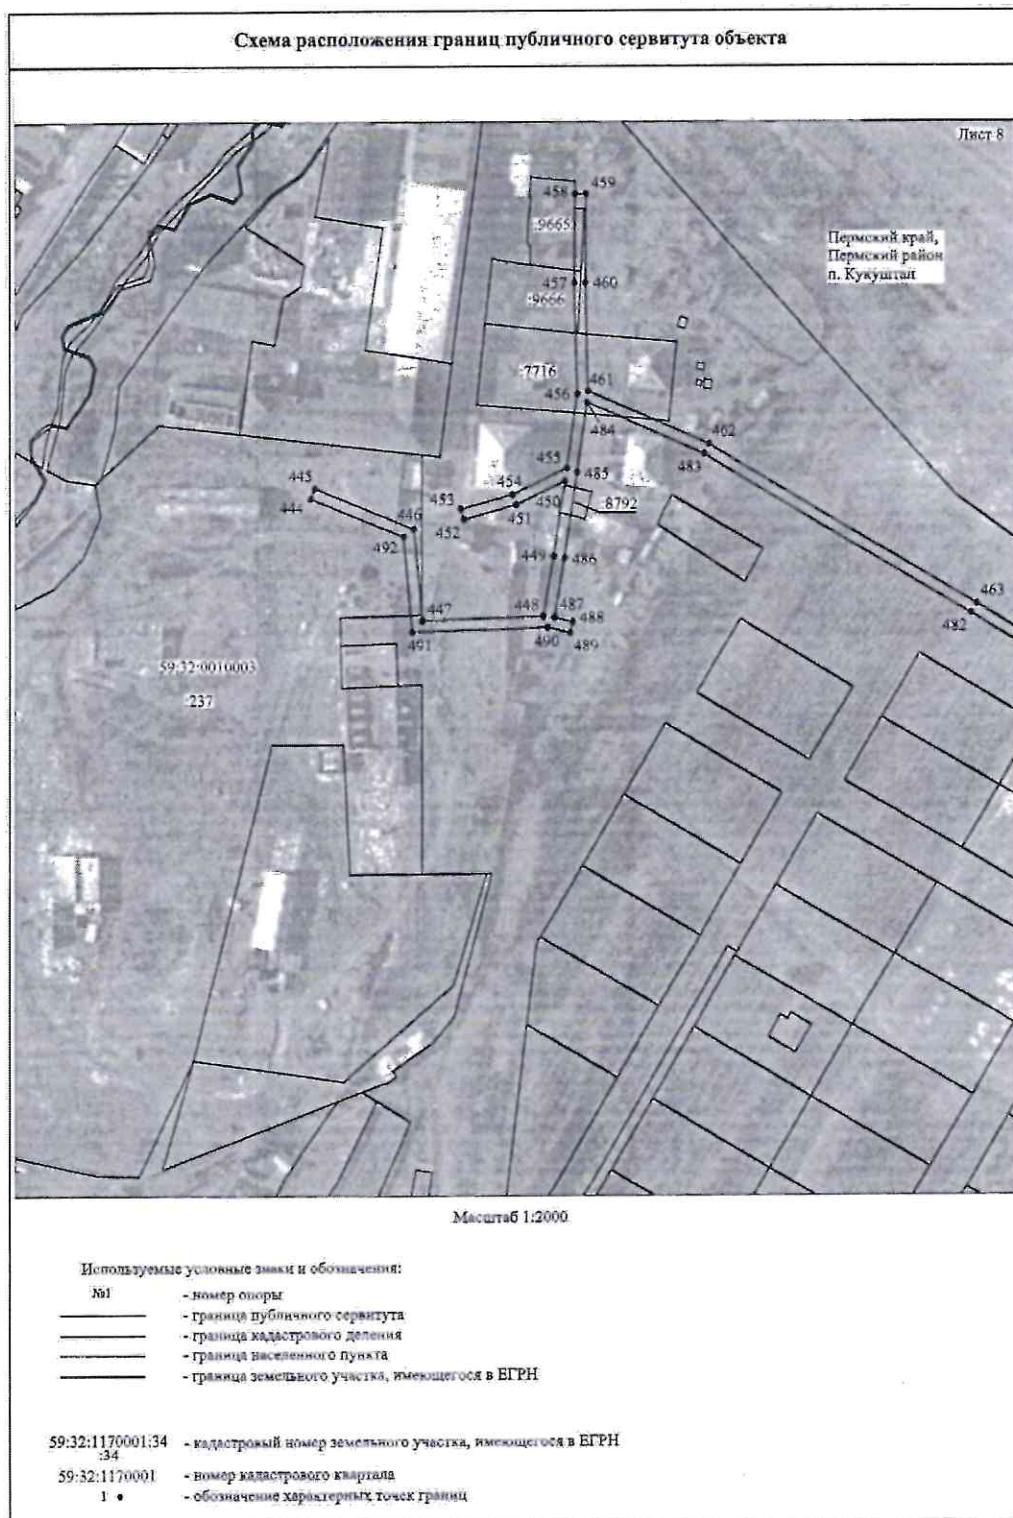 Схема расположения границ публичного сервитута объекта
Лист 8
458
459
:9665
Пермский край,
Пермский район
п. Кукуштан
457
460
:9666
:7716
461
456
484
462
483
455
485
445
454
444
453
450
:8792
451
452
446
492
449
486
463
482
447
448
487
488
491
490
489
59:32:0010003
:237
Масштаб 1:2000
Используемые условные знаки и обозначения:
№1 - номер опоры
- граница публичного сервитута
- граница кадастрового деления
- граница населенного пункта
- граница земельного участка, имеющегося в ЕГРН
59:32:1170001:34 - кадастровый номер земельного участка, имеющегося в ЕГРН
:34
59:32:1170001 - номер кадастрового квартала
1 • - обозначение характерных точек границ